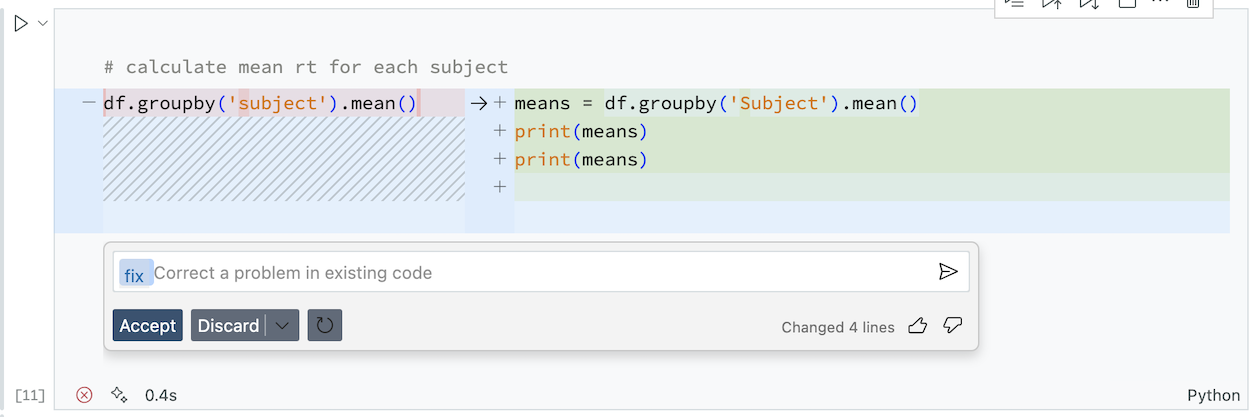 # calculate mean rt for each subject
df.groupby('subject').mean()
means = df.groupby('Subject').mean()
print(means)
print(means)
fix Correct a problem in existing code
Accept Discard Changed 4 lines
[11] 0.4s Python